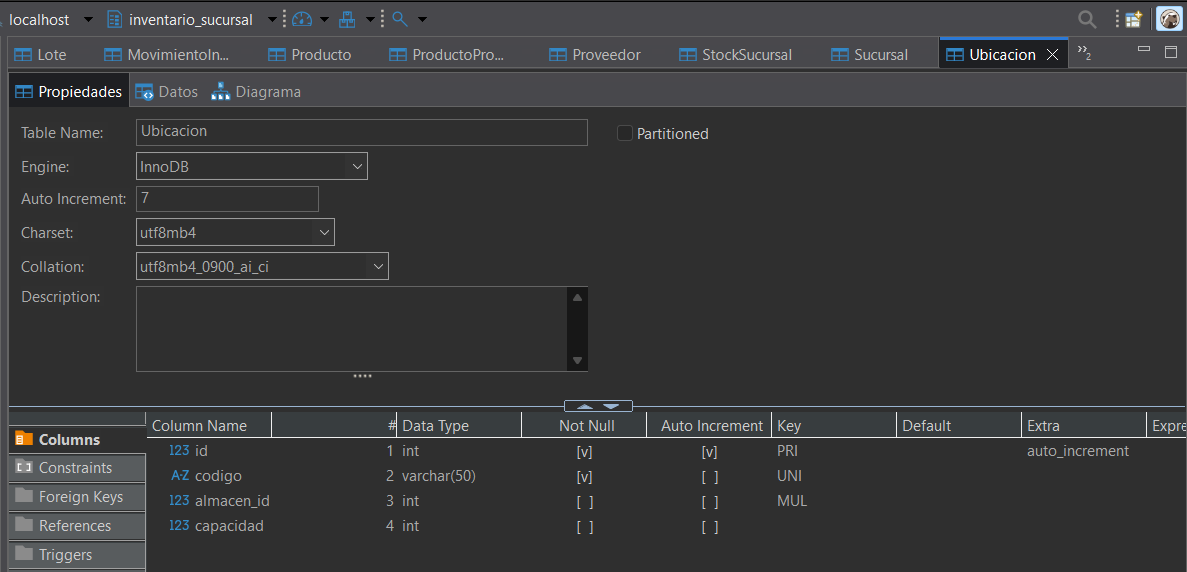 localhost inventario_sucursal
Lote MovimientoIn... Producto ProductoPro... Proveedor StockSucursal Sucursal Ubicacion »2
Propiedades Datos Diagrama
Table Name: Ubicacion Partitioned
Engine: InnoDB
Auto Increment: 7
Charset: utf8mb4
Collation: utf8mb4_0900_ai_ci
Description:
Column Name # Data Type Not Null Auto Increment Key Default Extra Expre
Columns
Constraints
Foreign Keys
References
Triggers
123 id 1 int [v] [v] PRI auto_increment
A-Z codigo 2 varchar(50) [v] [ ] UNI
123 almacen_id 3 int [ ] [ ] MUL
123 capacidad 4 int [ ] [ ]